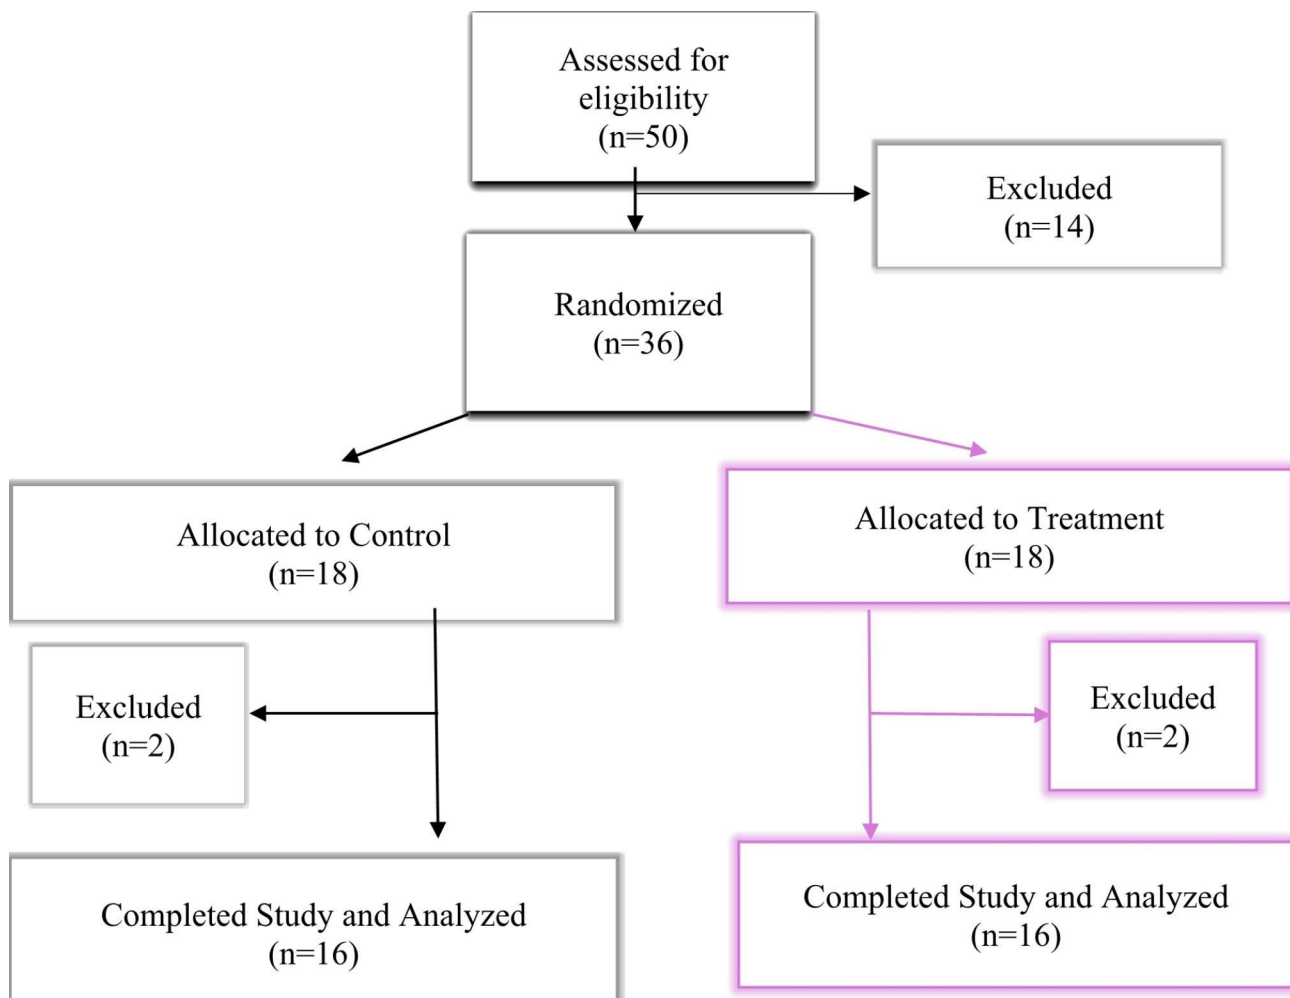 Assessed for
eligibility
(n=50)
Excluded
(n=14)
Randomized
(n=36)
Allocated to Control
(n=18)
Allocated to Treatment
(n=18)
Excluded
(n=2)
Excluded
(n=2)
Completed Study and Analyzed
(n=16)
Completed Study and Analyzed
(n=16)